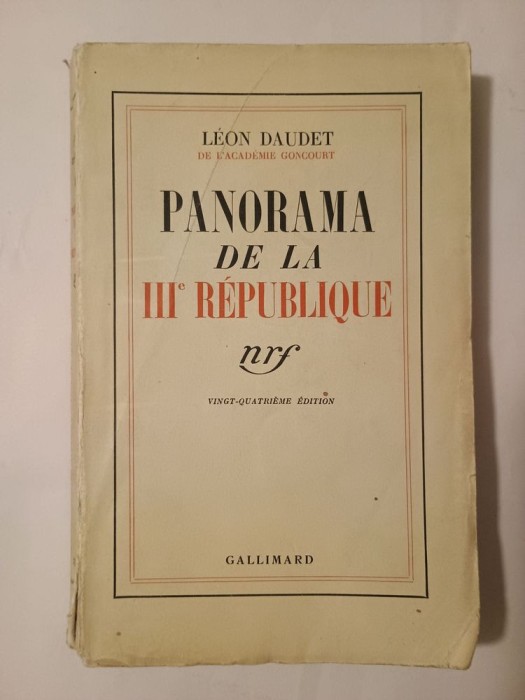 LÉON DAUDET
DE L'ACADÉMIE GONCOURT
PANORAMA
DE LA
IIIe RÉPUBLIQUE
nrf
VINGT-QUATRIÈME ÉDITION
GALLIMARD